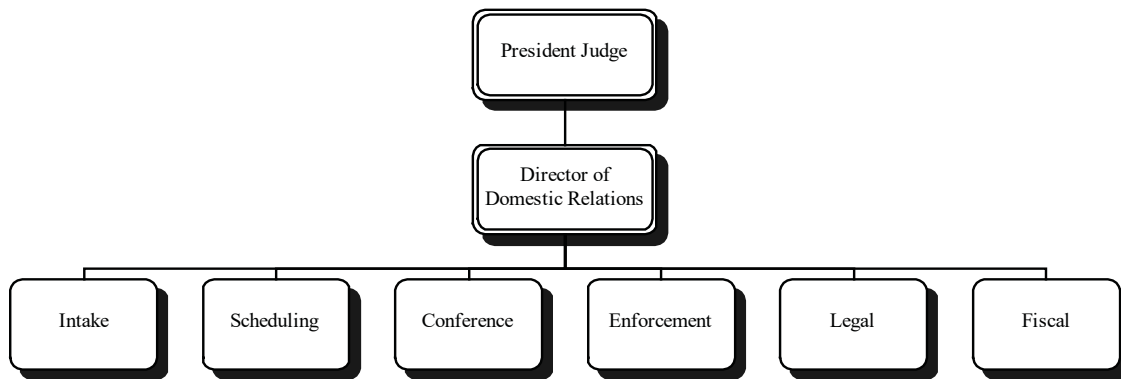 President Judge
Director of
Domestic Relations
Intake
Scheduling
Conference
Enforcement
Legal
Fiscal